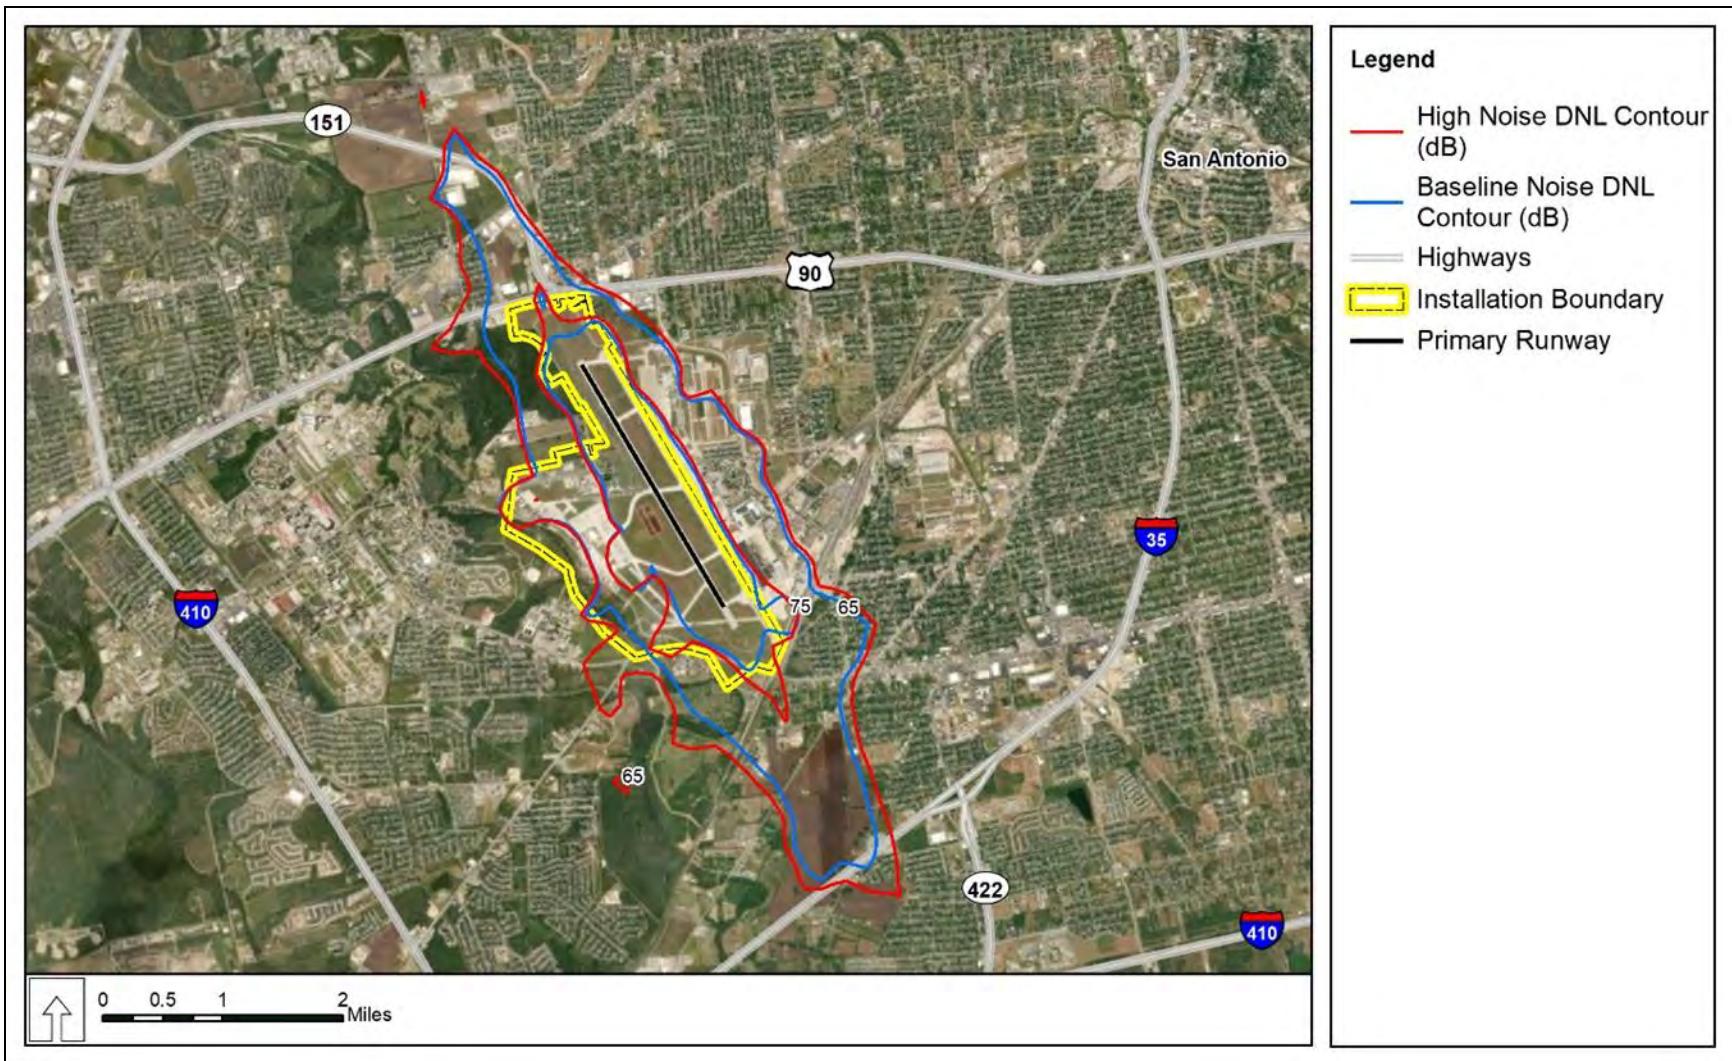 151
San Antonio
90
35
410
75
65
65
422
410
0 0.5 1 2
Miles
Legend
High Noise DNL Contour
(dB)
Baseline Noise DNL
Contour (dB)
Highways
Installation Boundary
Primary Runway